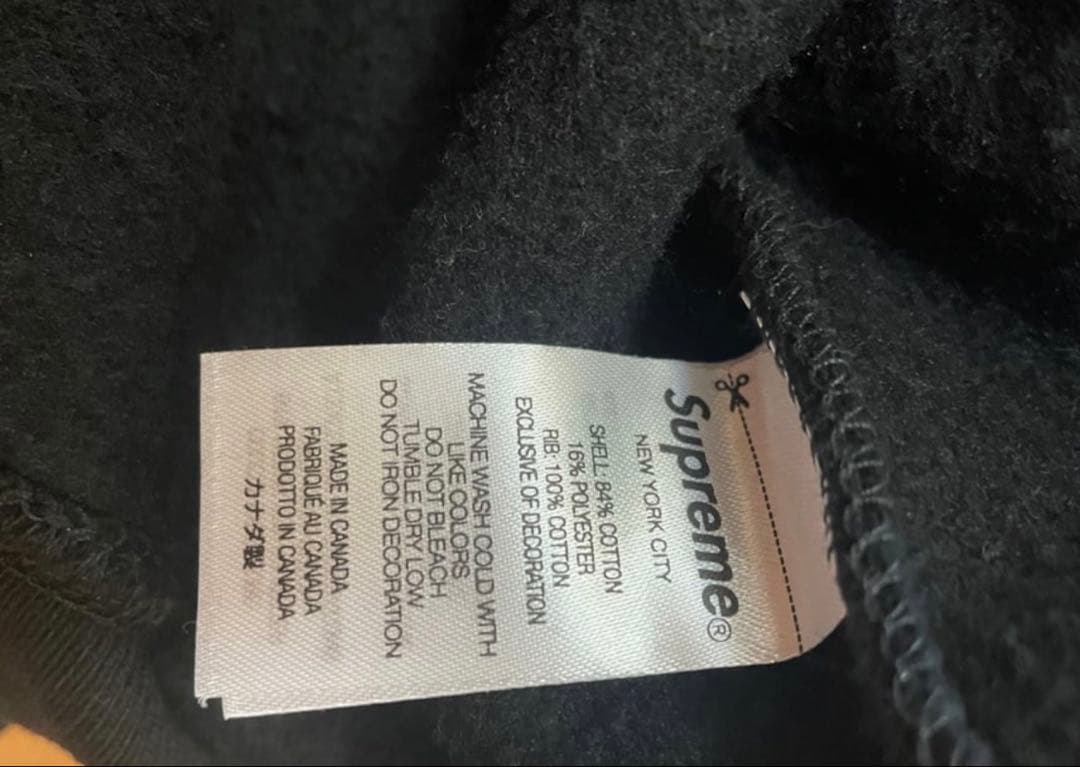 Supreme®
NEW YORK CITY
SHELL: 84% COTTON
16% POLYESTER
RIB: 100% COTTON
EXCLUSIVE OF DECORATION
MACHINE WASH COLD WITH
LIKE COLORS
DO NOT BLEACH
TUMBLE DRY LOW
DO NOT IRON DECORATION
MADE IN CANADA
FABRIQUÉ AU CANADA
PRODOTTO IN CANADA
カナダ製